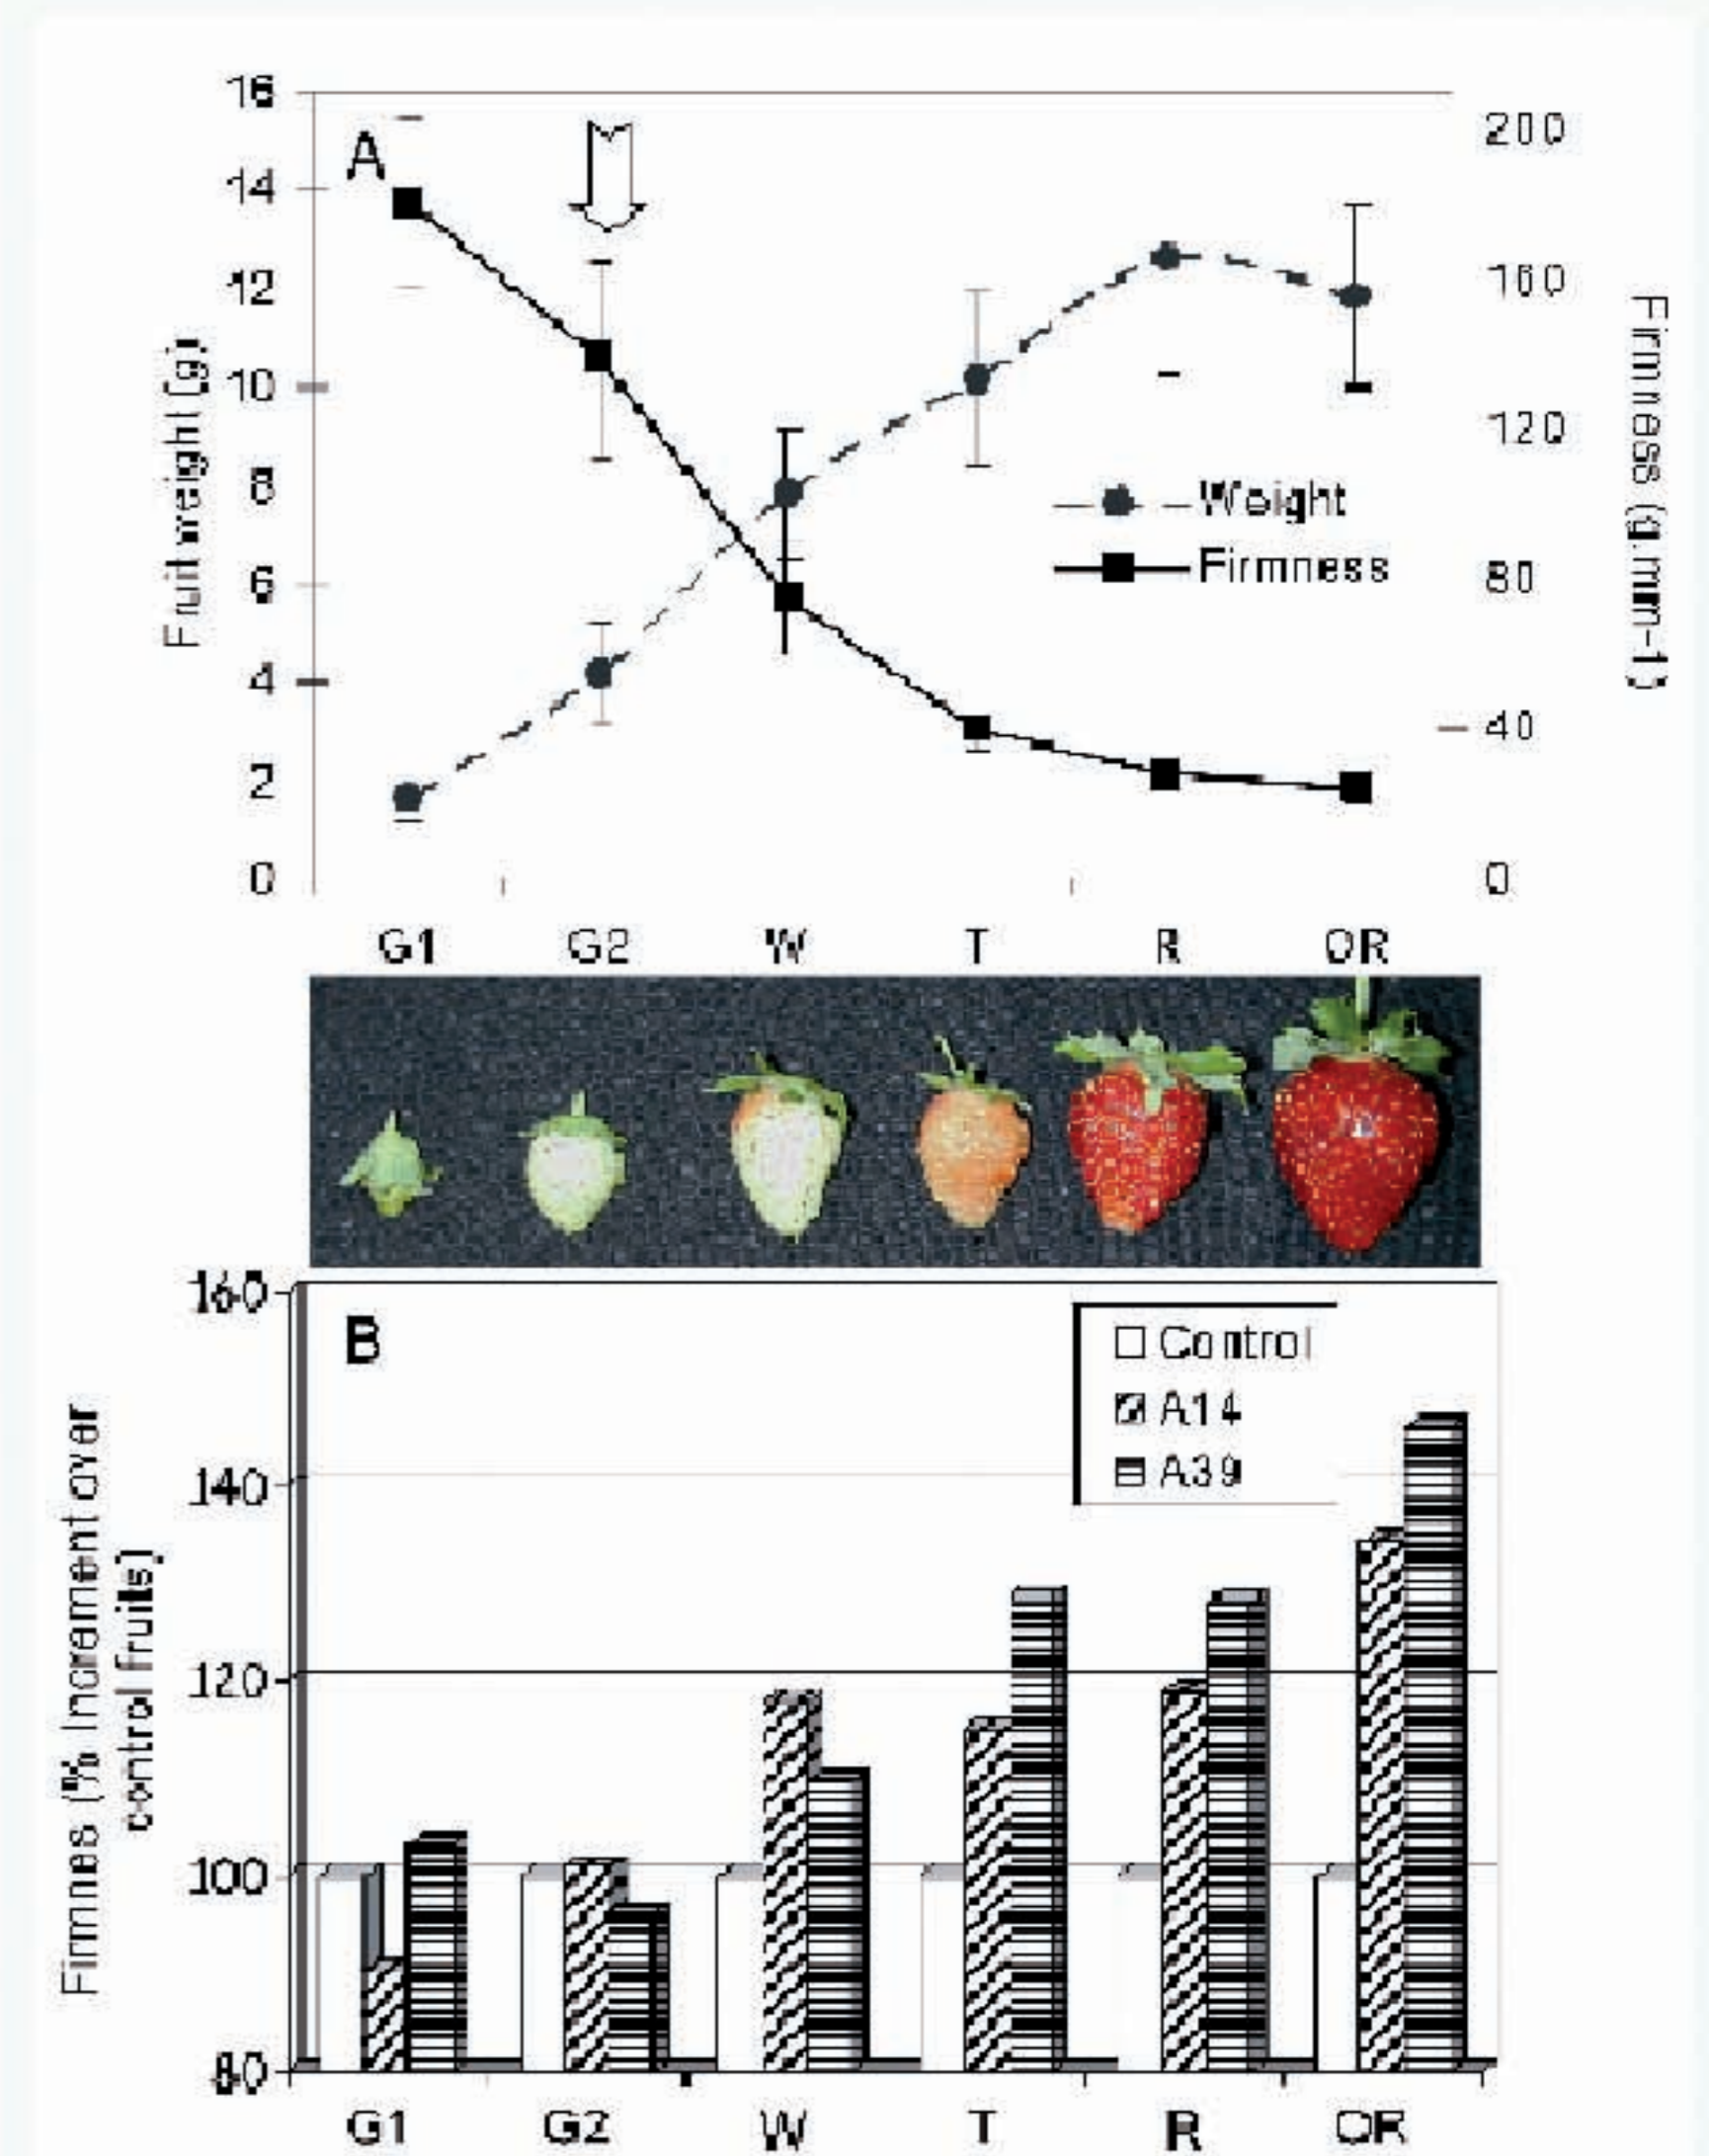 A
16
14
12
10
8
6
4
2
0
Fruit weight (g)
200
160
120
80
40
0
Firmness (g.mm-1)
Weight
Firmness
G1 G2 W T R OR
B
160
140
120
100
80
Firmnes (% Increment over
control fruits)
Control
A14
A39
G1 G2 W T R OR